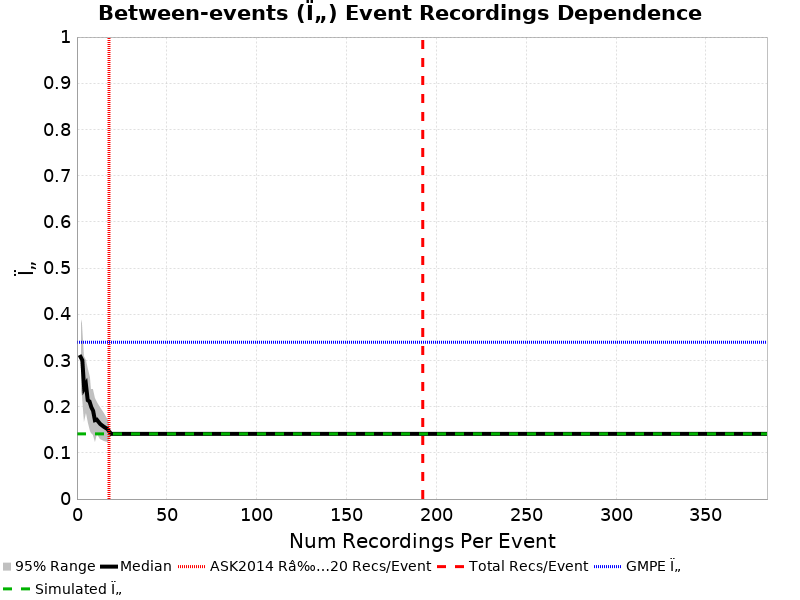 Between-events (Ï„) Event Recordings Dependence
1
0.9
0.8
0.7
0.6
0.5
0.4
0.3
0.2
0.1
0
Ï„
0 50 100 150 200 250 300 350
Num Recordings Per Event
95% Range Median ASK2014 Râ‰…20 Recs/Event Total Recs/Event GMPE Ï„
Simulated Ï„